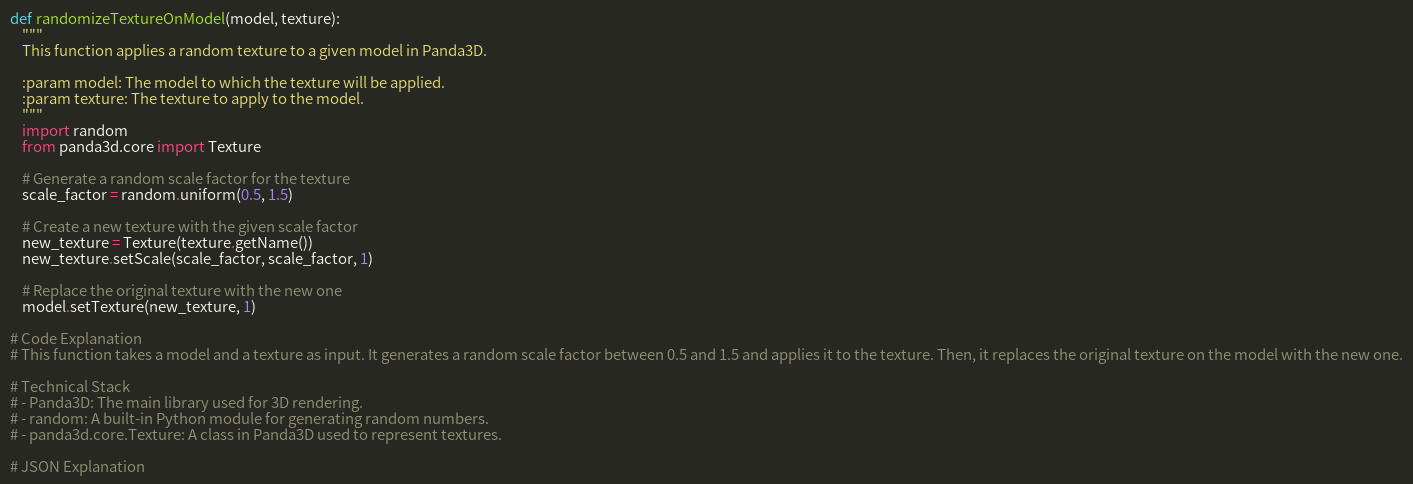 def randomizeTextureOnModel(model, texture):
"""
This function applies a random texture to a given model in Panda3D.
:param model: The model to which the texture will be applied.
:param texture: The texture to apply to the model.
"""
import random
from panda3d.core import Texture
# Generate a random scale factor for the texture
scale_factor = random.uniform(0.5, 1.5)
# Create a new texture with the given scale factor
new_texture = Texture(texture.getName())
new_texture.setScale(scale_factor, scale_factor, 1)
# Replace the original texture with the new one
model.setTexture(new_texture, 1)
# Code Explanation
# This function takes a model and a texture as input. It generates a random scale factor between 0.5 and 1.5 and applies it to the texture. Then, it replaces the original texture on the model with the new one.
# Technical Stack
# - Panda3D: The main library used for 3D rendering.
# - random: A built-in Python module for generating random numbers.
# - panda3d.core.Texture: A class in Panda3D used to represent textures.
# JSON Explanation